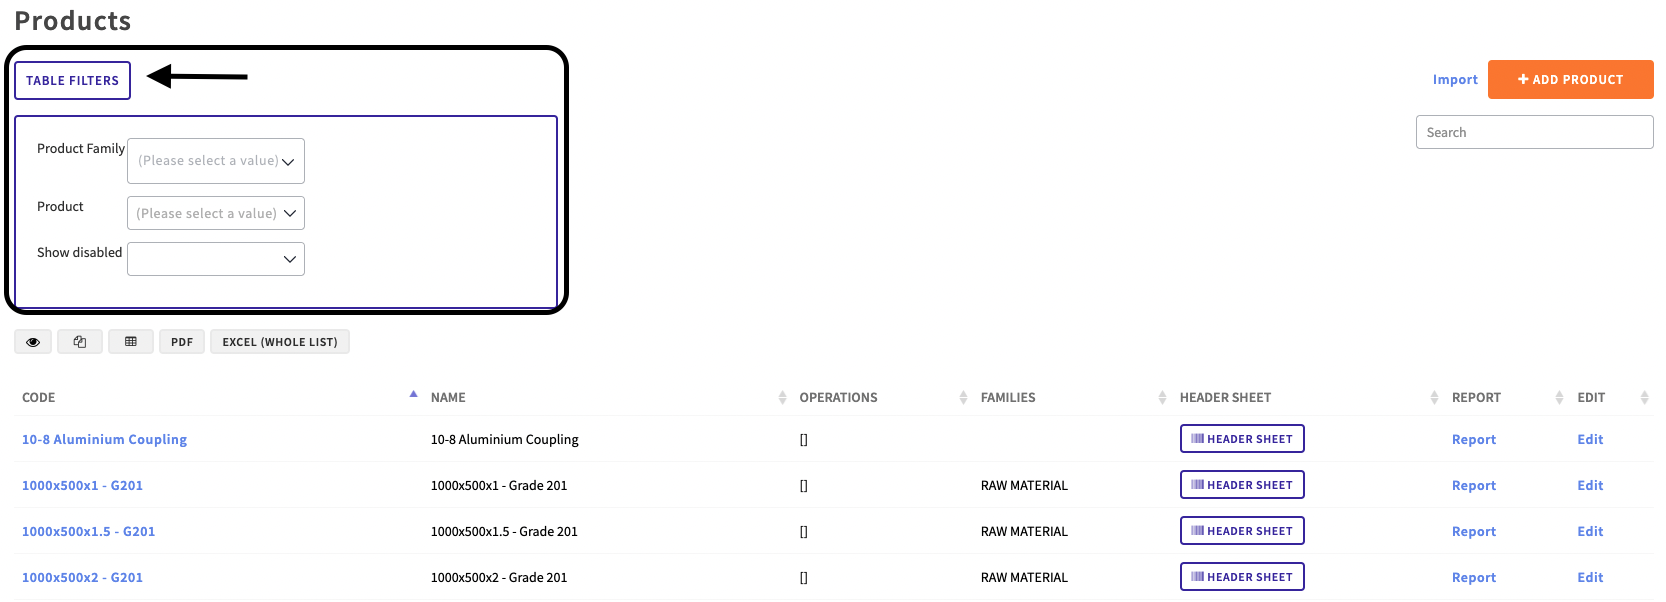 Products
TABLE FILTERS
Import
+ ADD PRODUCT
Search
Product Family (Please select a value)
Product (Please select a value)
Show disabled
PDF EXCEL (WHOLE LIST)
CODE NAME OPERATIONS FAMILIES HEADER SHEET REPORT EDIT
10-8 Aluminium Coupling 10-8 Aluminium Coupling [] HEADER SHEET Report Edit
1000x500x1 - G201 1000x500x1 - Grade 201 [] RAW MATERIAL HEADER SHEET Report Edit
1000x500x1.5 - G201 1000x500x1.5 - Grade 201 [] RAW MATERIAL HEADER SHEET Report Edit
1000x500x2 - G201 1000x500x2 - Grade 201 [] RAW MATERIAL HEADER SHEET Report Edit